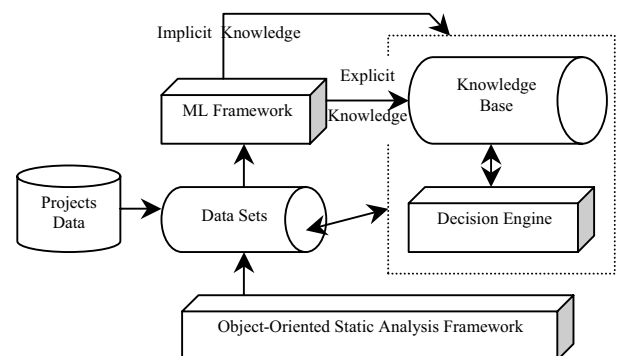 Implicit Knowledge
Explicit
Knowledge
Knowledge
Base
ML Framework
Projects
Data
Data Sets
Decision Engine
Object-Oriented Static Analysis Framework